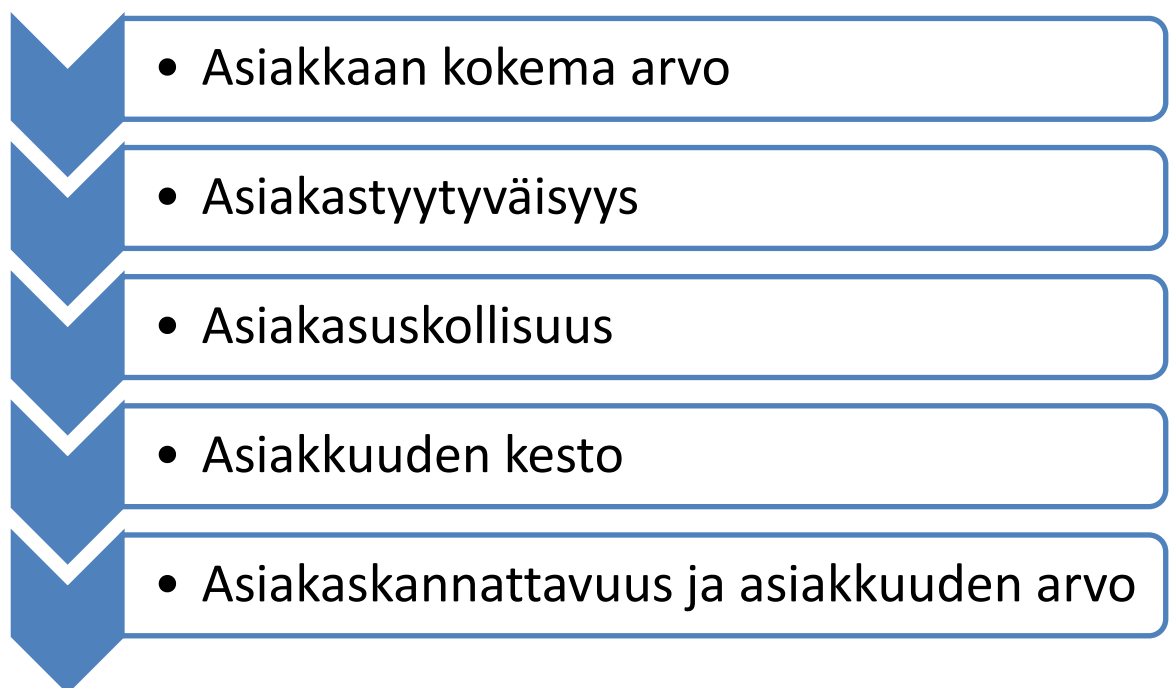 • Asiakkaan kokema arvo
• Asiakastyytyväisyys
• Asiakasuskollisuus
• Asiakkuuden kesto
• Asiakaskannattavuus ja asiakkuuden arvo